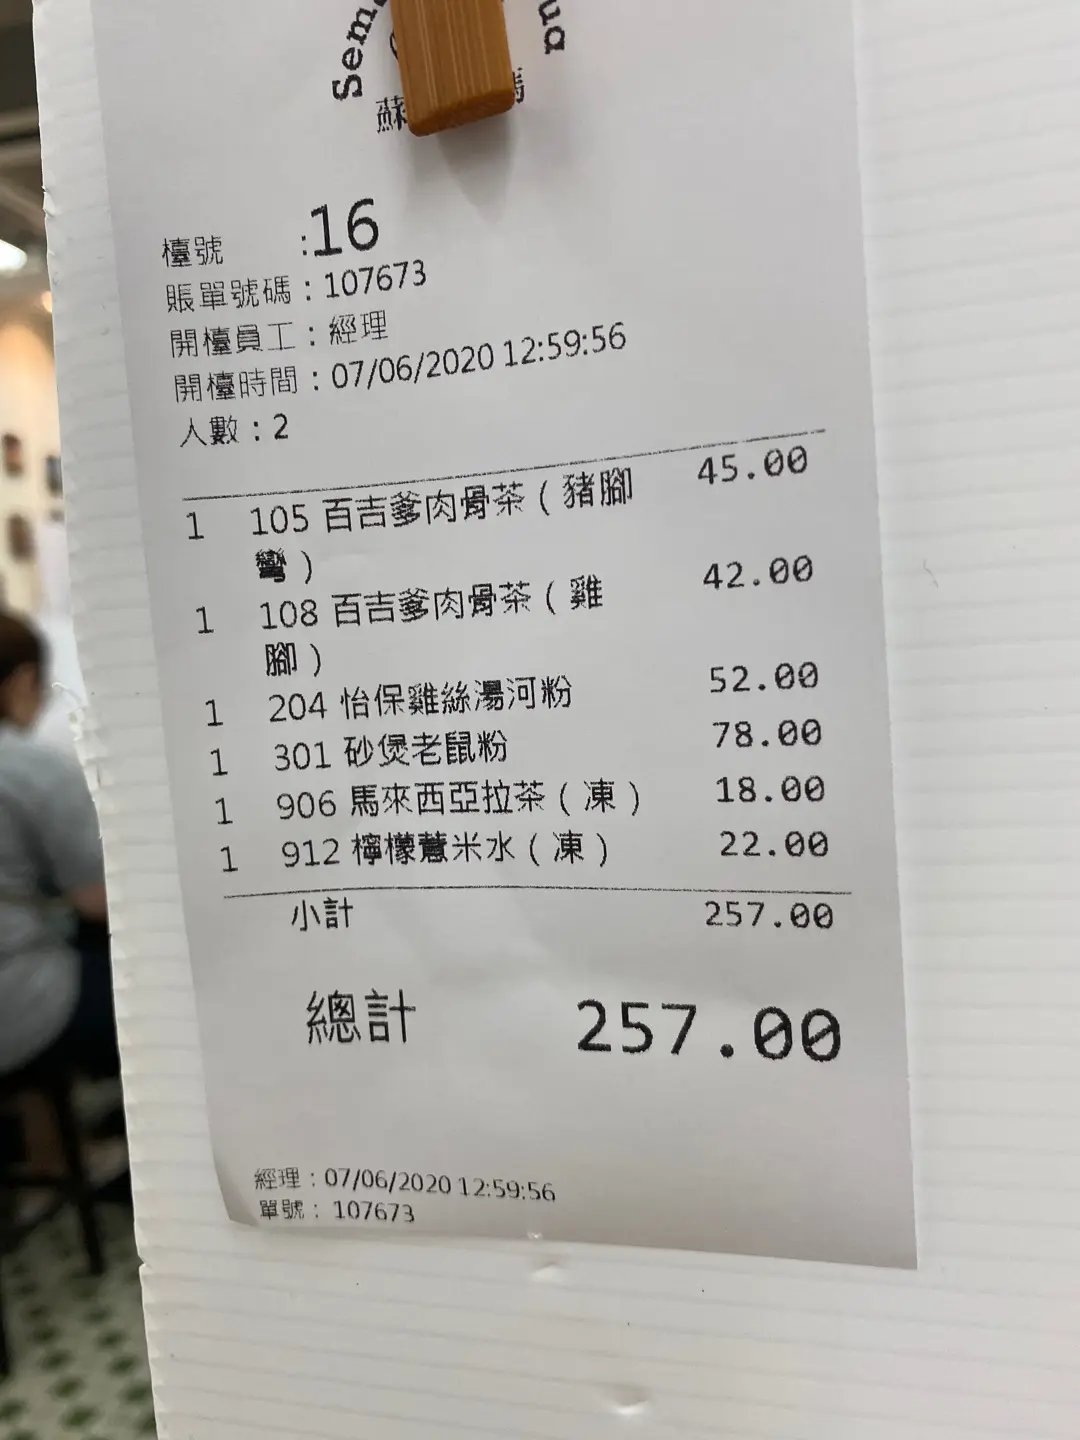 Sem
ua
蘇
檯號 :16
賬單號碼：107673
開檯員工：經理
開檯時間：07/06/2020 12:59:56
人數：2
1 105 百吉爹肉骨茶（豬腳 45.00
彎）
1 108 百吉爹肉骨茶（雞 42.00
腳）
1 204 怡保雞絲湯河粉 52.00
1 301 砂煲老鼠粉 78.00
1 906 馬來西亞拉茶（凍） 18.00
1 912 檸檬薏米水（凍） 22.00
小計 257.00
總計 257.00
經理：07/06/2020 12:59:56
單號：107673